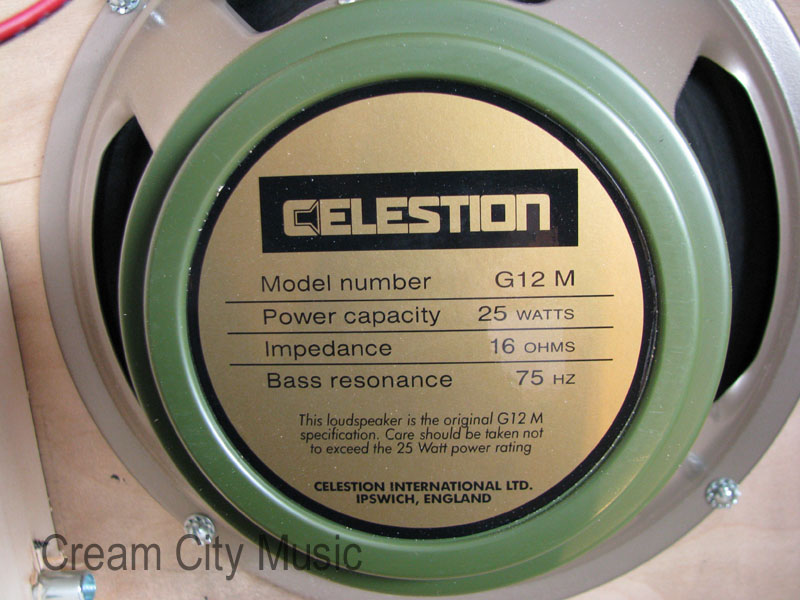 CELESTION
Model number G12 M
Power capacity 25 WATTS
Impedance 16 OHMS
Bass resonance 75 HZ
This loudspeaker is the original G12 M
specification. Care should be taken not
to exceed the 25 Watt power rating
CELESTION INTERNATIONAL LTD.
IPSWICH, ENGLAND
Cream City Music